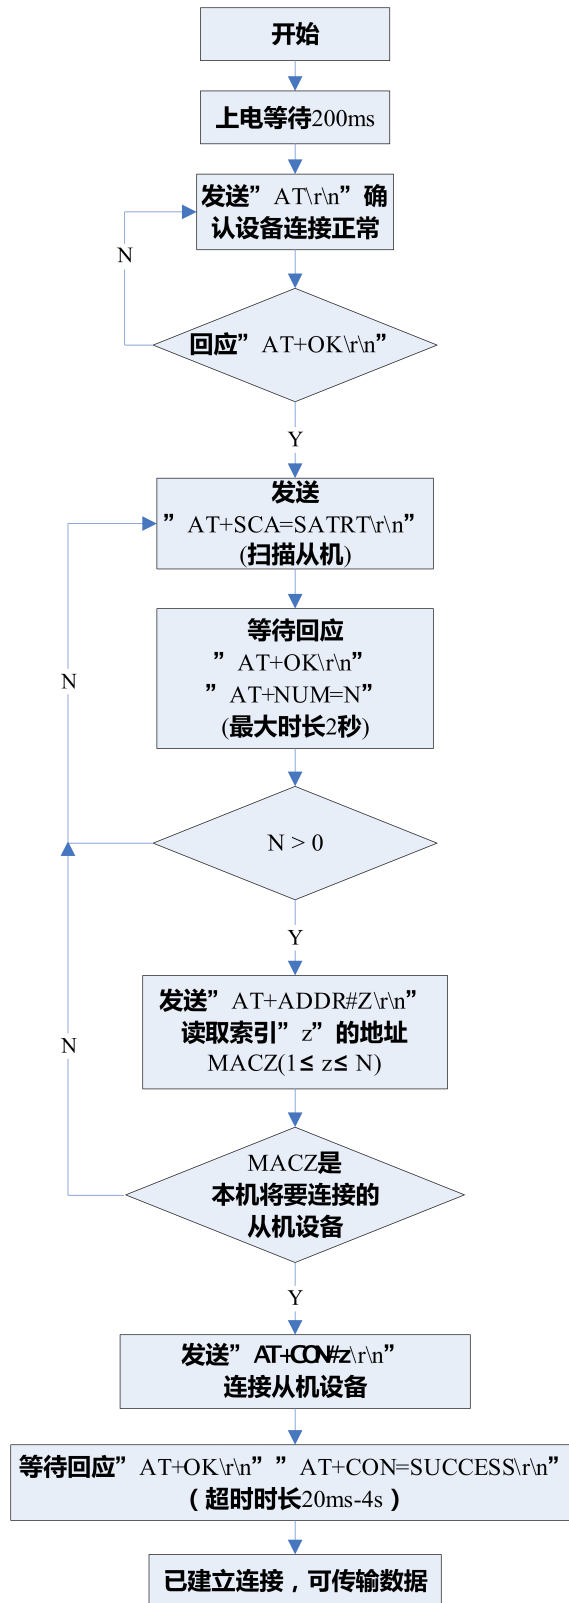 开始
上电等待200ms
发送”AT\r\n”确
认设备连接正常
N
回应”AT+OK\r\n”
Y
发送
”AT+SCA=SATRT\r\n”
(扫描从机)
等待回应
”AT+OK\r\n”
”AT+NUM=N”
(最大时长2秒)
N
N > 0
Y
发送”AT+ADDR#Z\r\n”
读取索引”z”的地址
MACZ(1≤ z≤ N)
N
MACZ是
本机将要连接的
从机设备
Y
发送”AT+CON#z\r\n”
连接从机设备
等待回应”AT+OK\r\n””AT+CON=SUCCESS\r\n”
（超时时长20ms-4s）
已建立连接，可传输数据